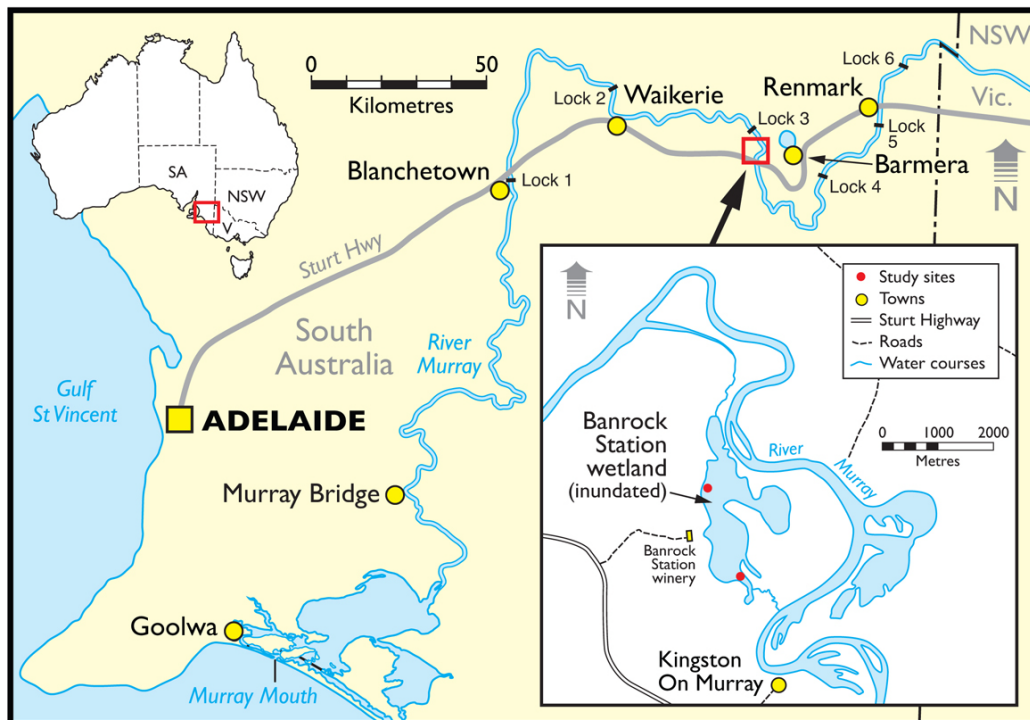 NSW
Lock 6
0
50
Kilometres
Lock 2
Waikerie
Renmark
Vic.
Lock 3
Lock
5
SA
Blanchetown
Lock 1
Barmera
NSW
Lock 4
N
V
Sturt Hwy
South
Australia
River
Murray
Gulf
St Vincent
ADELAIDE
Murray Bridge
Goolwa
Murray Mouth
N
Study sites
Towns
Sturt Highway
Roads
Water courses
Banrock
Station
wetland
(inundated)
0
1000
2000
Metres
River
Murray
Banrock
Station
winery
Kingston
On Murray